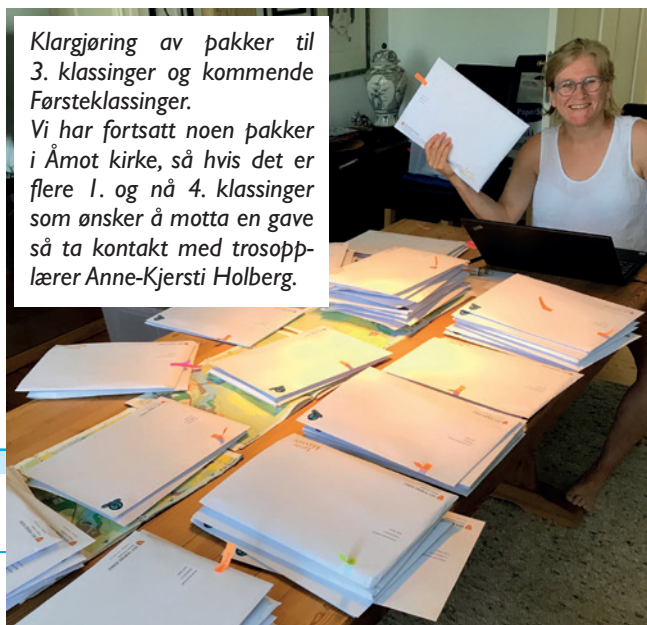 Klargjøring av pakker til
3. klassinger og kommende
Førsteklassinger.
Vi har fortsatt noen pakker
i Åmot kirke, så hvis det er
flere 1. og nå 4. klassinger
som ønsker å motta en gave
så ta kontakt med trosopp-
lærer Anne-Kjersti Holberg.